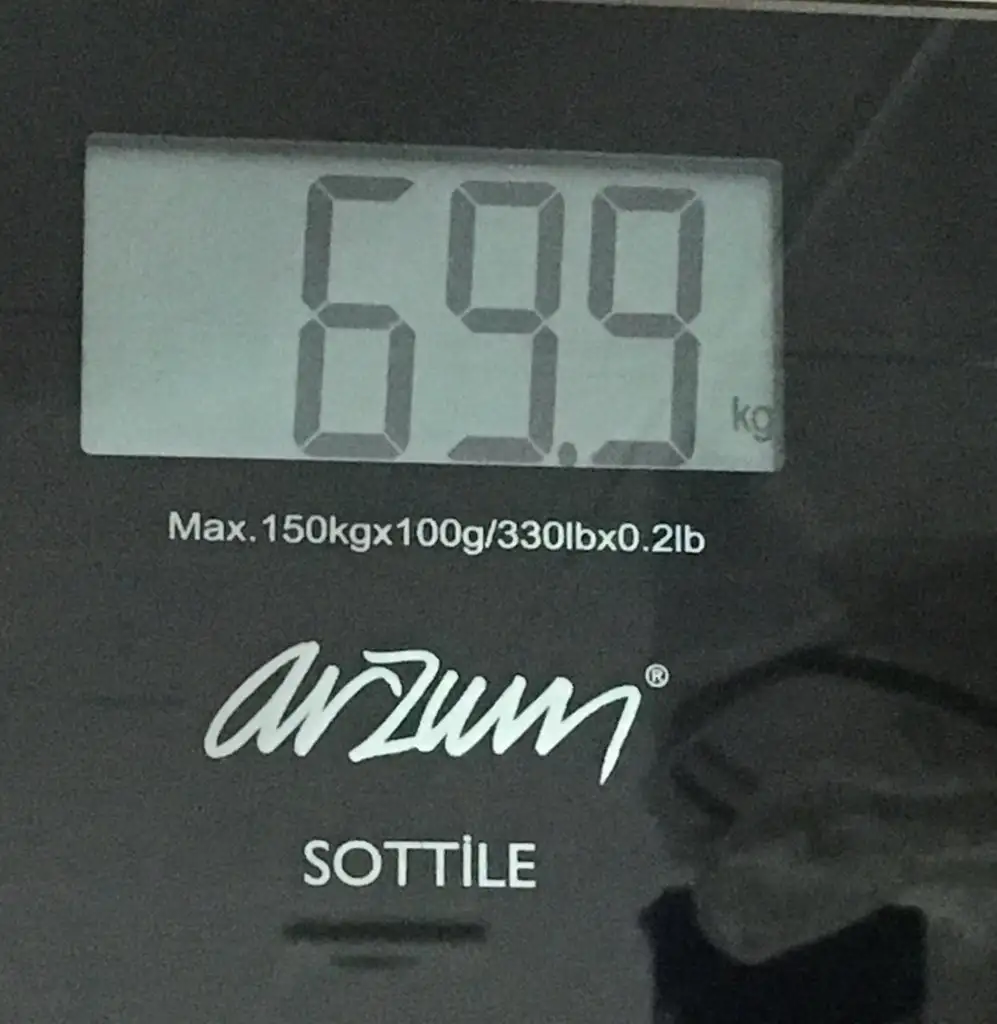 69.9 kg
Max.150kgx100g/330lbx0.2lb
arzum®
SOTTİLE